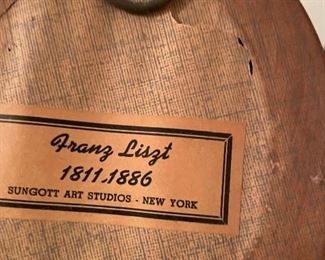 Franz Liszt
1811-1886
SUNGOTT ART STUDIOS - NEW YORK